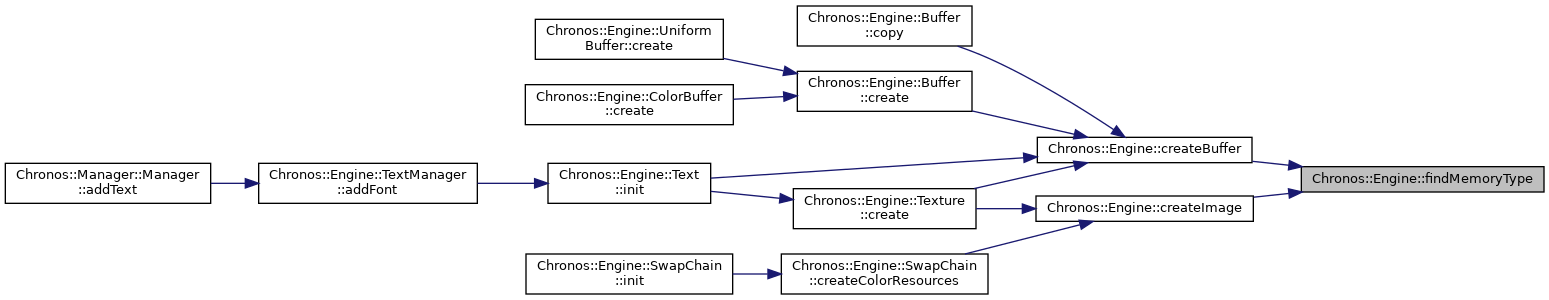 Chronos::Engine::Buffer
::copy
Chronos::Engine::Uniform
Buffer::create
Chronos::Engine::Buffer
::create
Chronos::Engine::ColorBuffer
::create
Chronos::Engine::createBuffer
Chronos::Manager::Manager
::addText
Chronos::Engine::TextManager
::addFont
Chronos::Engine::Text
::init
Chronos::Engine::findMemoryType
Chronos::Engine::Texture
::create
Chronos::Engine::createImage
Chronos::Engine::SwapChain
::init
Chronos::Engine::SwapChain
::createColorResources